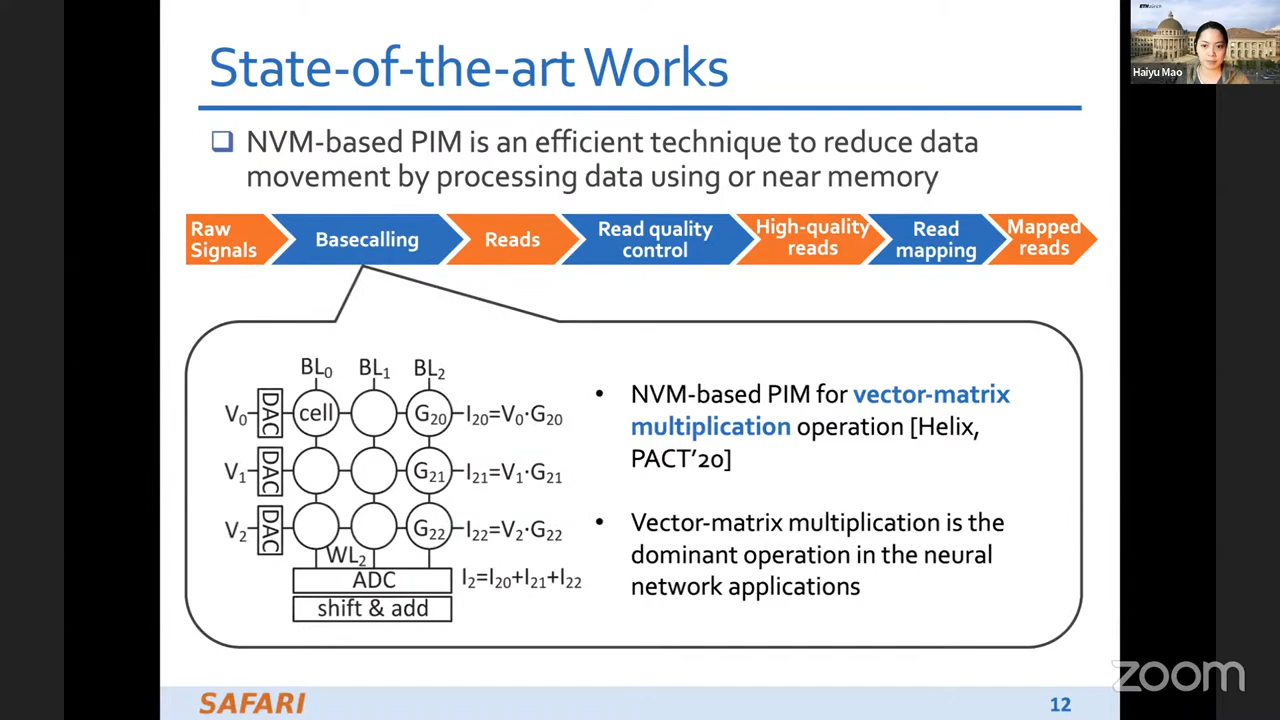 ETH zürich
Haiyu Mao
State-of-the-art Works
NVM-based PIM is an efficient technique to reduce data
movement by processing data using or near memory
Raw
Signals
Basecalling
Reads
Read quality
control
High-quality
reads
Read
mapping
Mapped
reads
BL0 BL1 BL2
V0 DAC cell G20 I20=V0·G20
V1 DAC G21 I21=V1·G21
V2 DAC G22 I22=V2·G22
WL2
ADC I2=I20+I21+I22
shift & add
• NVM-based PIM for vector-matrix
multiplication operation [Helix,
PACT'20]
• Vector-matrix multiplication is the
dominant operation in the neural
network applications
zoom
SAFARI
12